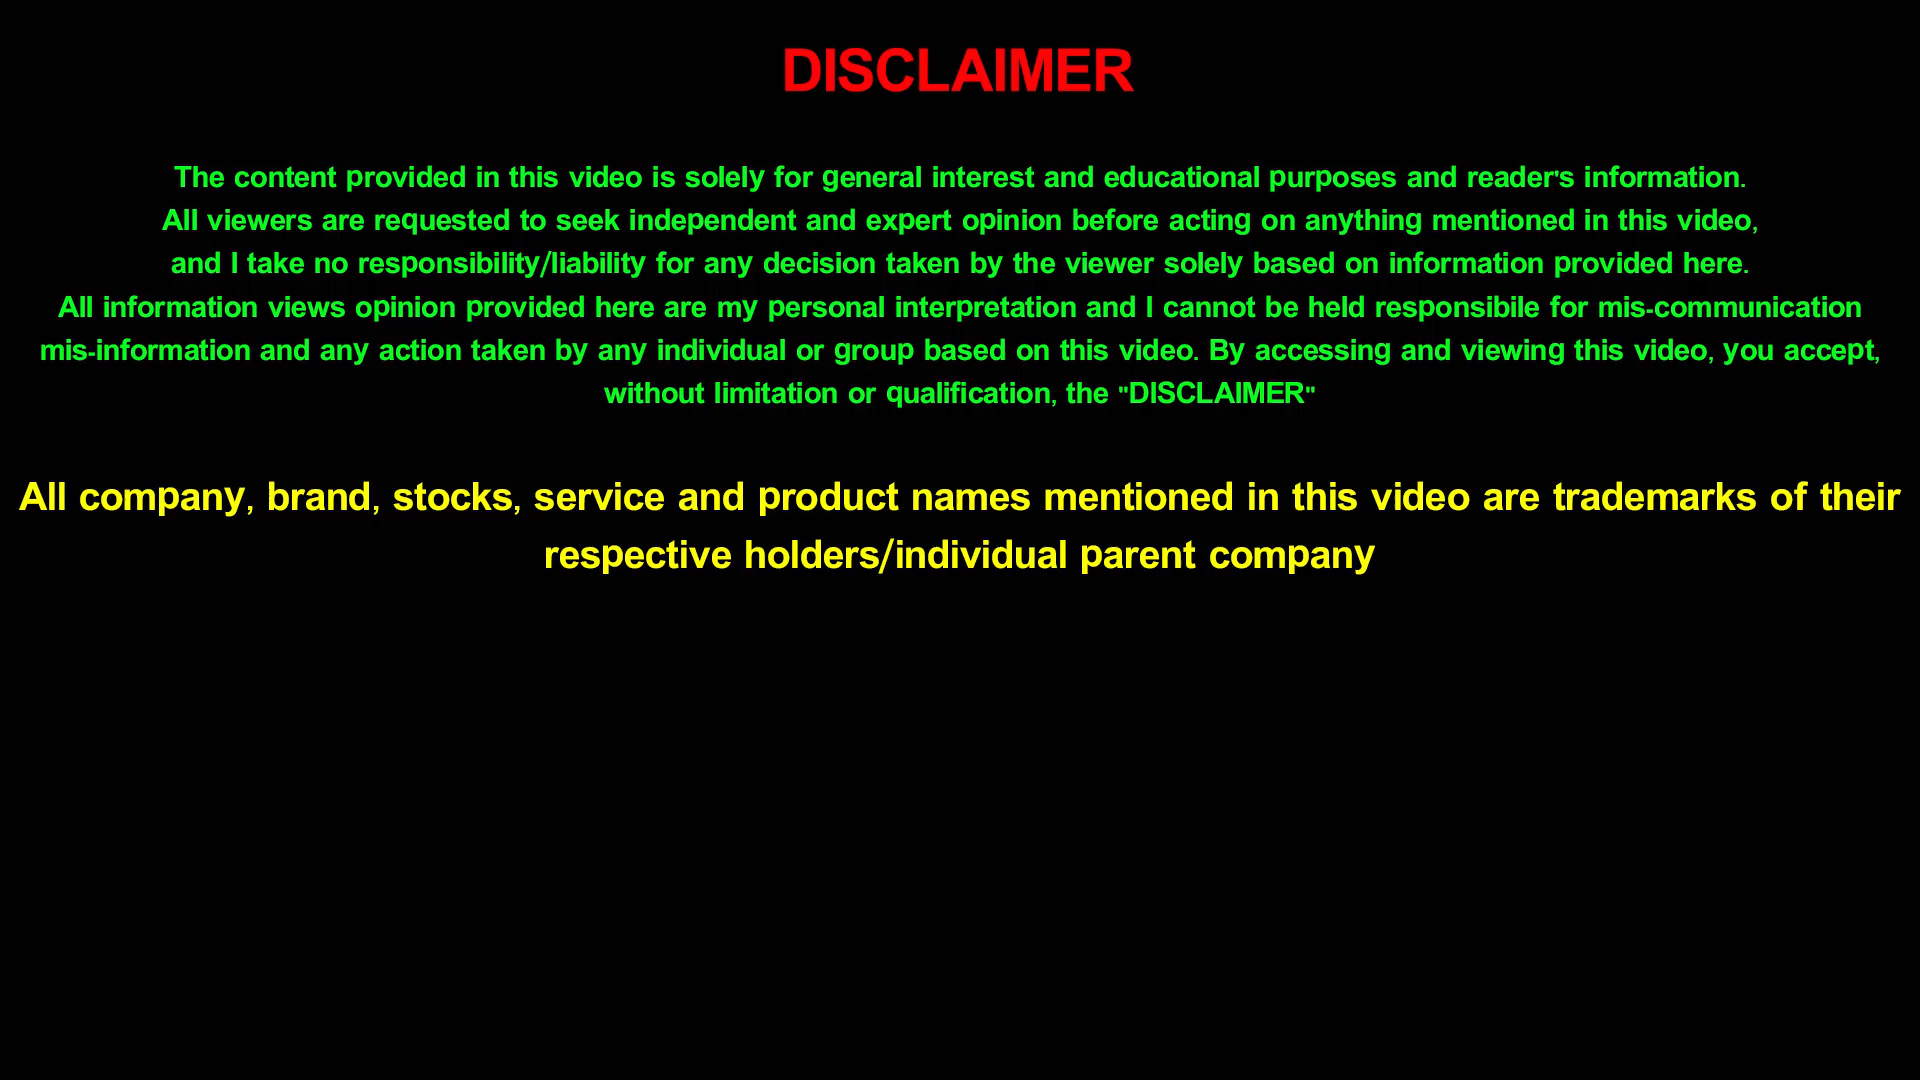 DISCLAIMER
The content provided in this video is solely for general interest and educational purposes and reader's information.
All viewers are requested to seek independent and expert opinion before acting on anything mentioned in this video,
and I take no responsibility/liability for any decision taken by the viewer solely based on information provided here.
All information views opinion provided here are my personal interpretation and I cannot be held responsibile for mis-communication
mis-information and any action taken by any individual or group based on this video. By accessing and viewing this video, you accept,
without limitation or qualification, the "DISCLAIMER"
All company, brand, stocks, service and product names mentioned in this video are trademarks of their
respective holders/individual parent company